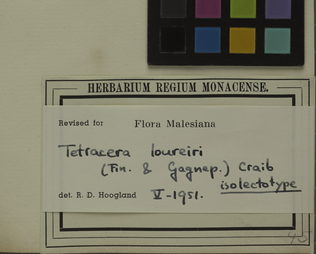 HERBARIUM REGIUM MONACENSE.
Revised for Flora Malesiana
Tetracera loureiri
(Fin. & Gagnep.) Craib
isolectotype
det. R. D. Hoogland V-1951.